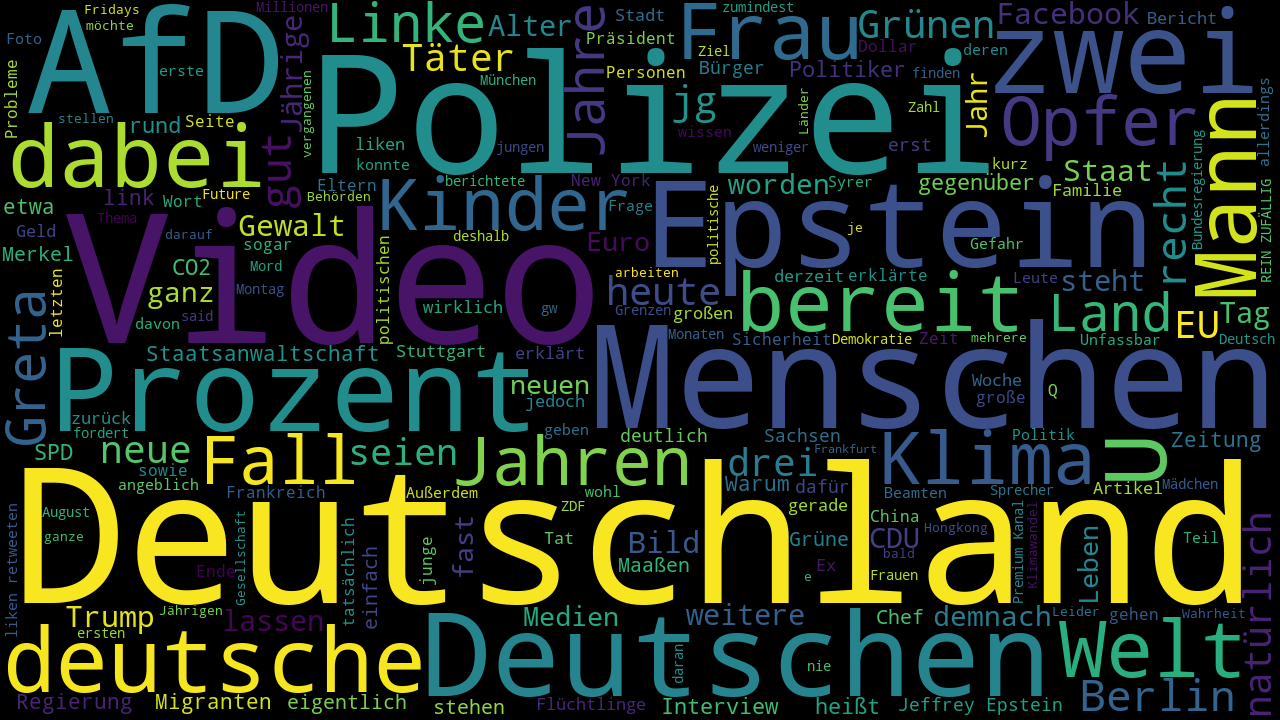 AfD
Fridays
möchte
Foto
erste
Probleme
stellen
Millionen
Jährige
vergangenen
Linke
Täter
Alter
Stadt
Präsident
Jahre
Frau
zumindest
Ziel
Bürger
Personen
München
Grünen
Dollar
Politiker
deren
finden
Facebook
Bericht
zwei
Polizei
dabei
rund
Seite
gut
liken
konnte
jungen
jg
wissen
weniger
Länder
Zahl
erst
Jahr
Opfer
kurz
Mann
allerdings
REIN ZUFÄLLIG
Bundesregierung
etwa
link
Wort
Future
Eltern
Behörden
berichtete
New York
Frage
worden
Syrer
gegenüber
Staat
Familie
recht
Geld
Thema
darauf
Gewalt
Kinder
deshalb
Euro
politische
Epstein
je
Gefahr
Merkel
Video
sogar
Mord
CO2
Montag
ganz
davon
said
politischen
wirklich
gw
arbeiten
heute
Grenzen
großen
derzeit
erklärte
bereit
Leute
steht
Land
EU
Tag
Greta
letzten
Prozent
Staatsanwaltschaft
Stuttgart
erklärt
neuen
jedoch
Menschen
Monaten
Sicherheit
Demokratie
Zeit
mehrere
Unfassbar
Deutsch
Woche
große
Q
zurück
fordert
SPD
neue
sowie
angeblich
Fall
seien
Jahren
geben
deutlich
drei
Sachsen
Frankfurt
Warum
dafür
gerade
Klima
Politik
U
Zeitung
Frankreich
Außerdem
wohl
ZDF
Beamten
Sprecher
Artikel
Mädchen
Deutschland
August
ganze
liken retweeten
Ende
Gesellschaft
tatsächlich
einfach
junge
fast
Tat
Bild
Maaßen
Grüne
e
Ex
China
CDU
bald
Frauen
Hongkong
Premium Kanal
Klimawandel
Leben
Teil
natürlich
Trump
ersten
Jährigen
lassen
Medien
weitere
Chef
demnach
Leider
gehen
Wahrheit
deutsche
Deutschen
daran
nie
Welt
Regierung
Migranten
eigentlich
stehen
Flüchtlinge
Interview
heißt
Jeffrey Epstein
Berlin